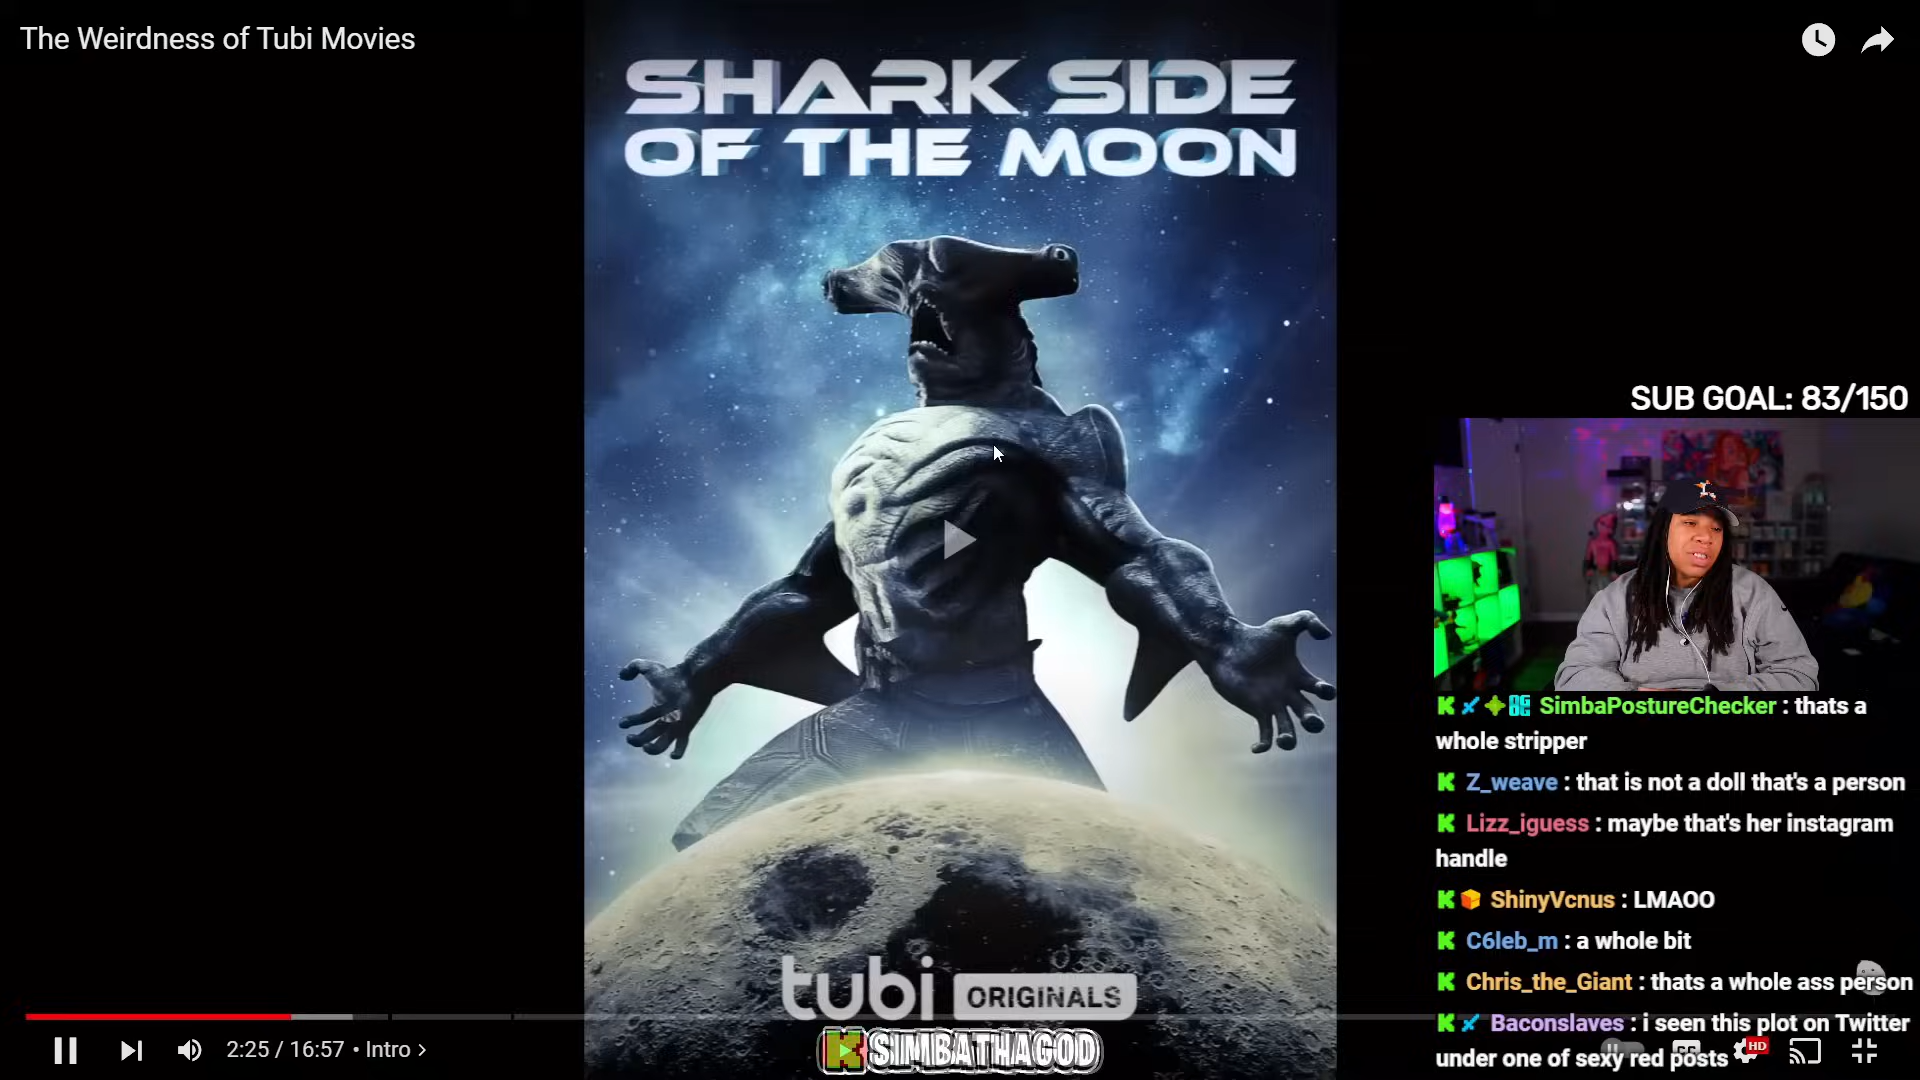 The Weirdness of Tubi Movies
SHARK SIDE
OF THE MOON
SUB GOAL: 83/150
SimbaPostureChecker : thats a
whole stripper
Z_weave : that is not a doll that's a person
Lizz_iguess : maybe that's her instagram
handle
ShinyVcnus : LMAOO
C6leb_m : a whole bit
Chris_the_Giant : thats a whole ass person
Baconslaves : i seen this plot on Twitter
under one of sexy red posts
tubi ORIGINALS
K SIMBATHAGOD
2:25 / 16:57 • Intro
HD